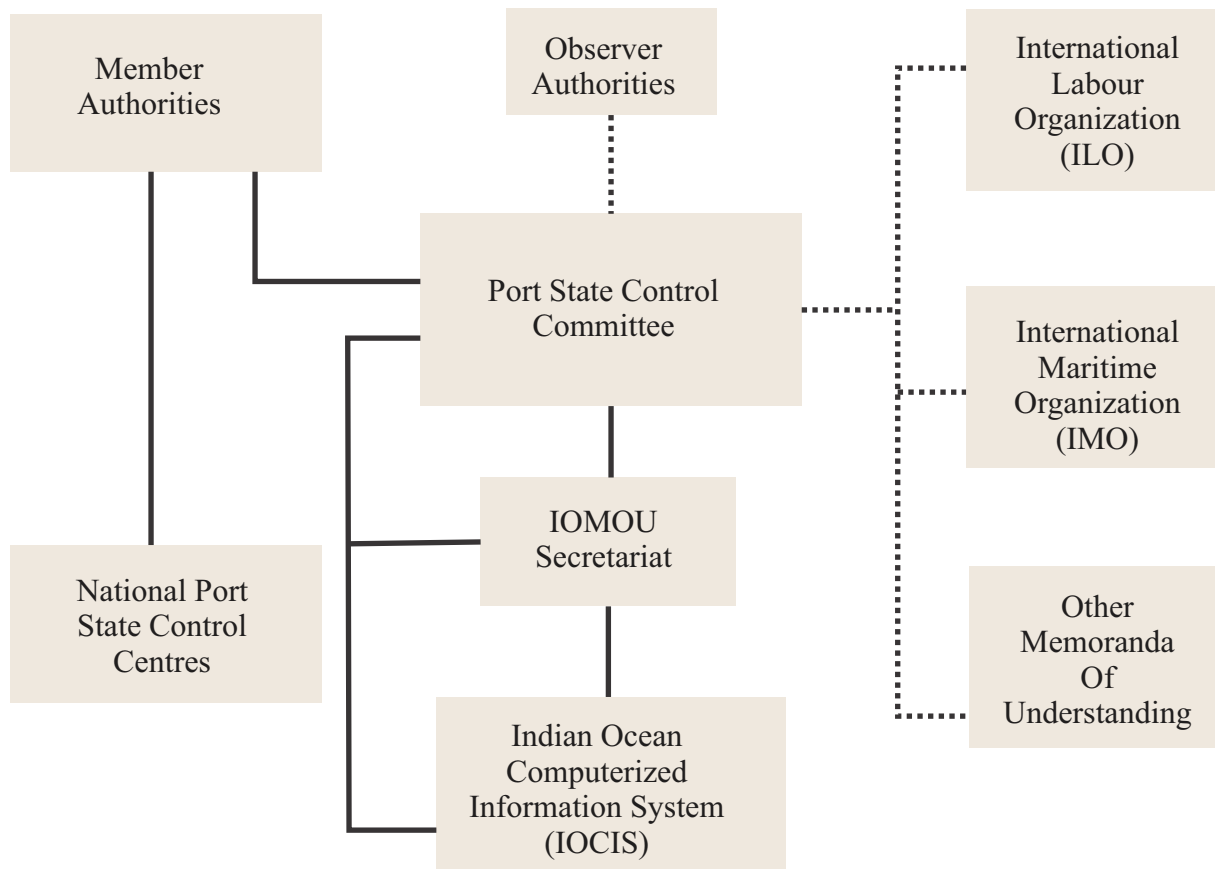 Member
Authorities
Observer
Authorities
International
Labour
Organization
(ILO)
Port State Control
Committee
International
Maritime
Organization
(IMO)
IOMOU
Secretariat
National Port
State Control
Centres
Other
Memoranda
Of
Understanding
Indian Ocean
Computerized
Information System
(IOCIS)